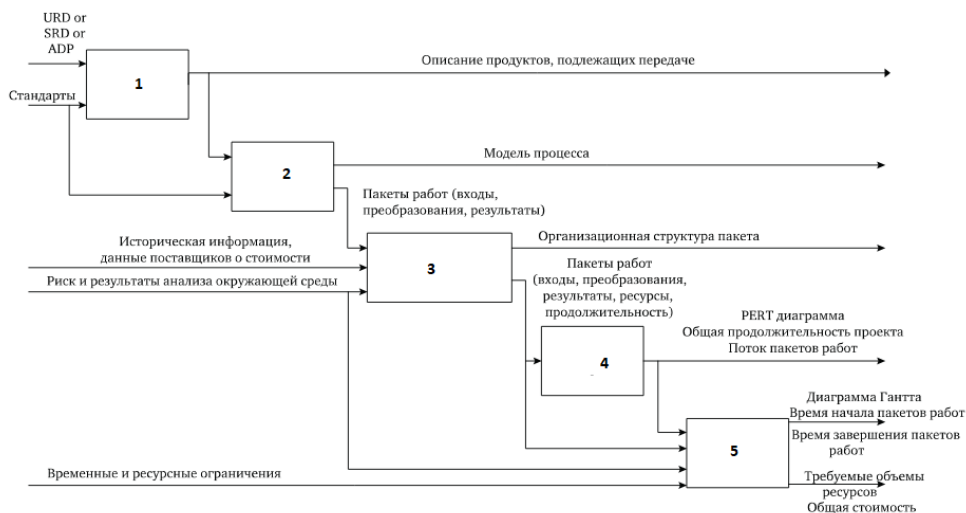 URD or
SRD or
ADP
1
Описание продуктов, подлежащих передаче
Стандарты
2
Модель процесса
Пакеты работ (входы,
преобразования, результаты)
Историческая информация,
данные поставщиков о стоимости
3
Организационная структура пакета
Риск и результаты анализа окружающей среды
Пакеты работ
(входы, преобразования,
результаты, ресурсы,
продолжительность)
4
PERT диаграмма
Общая продолжительность проекта
Поток пакетов работ
5
Диаграмма Гантта
Время начала пакетов работ
Время завершения пакетов
работ
Временные и ресурсные ограничения
Требуемые объемы
ресурсов
Общая стоимость